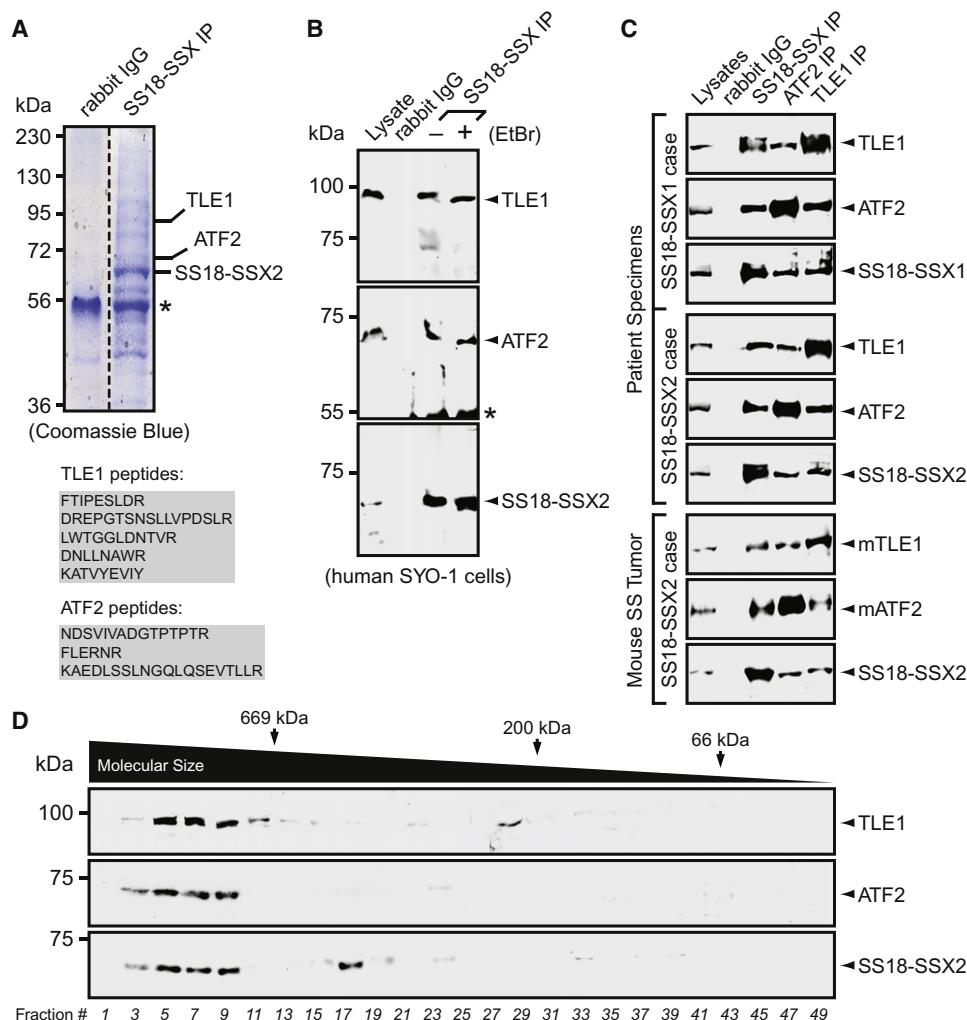 A
rabbit IgG
SS18-SSX IP
kDa
230
130
95
72
56
36
TLE1
ATF2
SS18-SSX2
*
(Coomassie Blue)
TLE1 peptides:
FTIPESLDR
DREPGTSNSLLVPDSLR
LWTGGLDNTVR
DNLLNAWR
KATVYEVIY
ATF2 peptides:
NDSVIVADGTPTPTR
FLERNR
KAEDLSSLNGQLQSEVTLLR
B
Lysate
rabbit IgG
SS18-SSX IP
kDa
– + (EtBr)
100
75
TLE1
75
55
ATF2
*
75
SS18-SSX2
(human SYO-1 cells)
C
Lysates
rabbit IgG
SS18-SSX IP
ATF2 IP
TLE1 IP
Patient Specimens
SS18-SSX1 case
TLE1
ATF2
SS18-SSX1
SS18-SSX2 case
TLE1
ATF2
SS18-SSX2
Mouse SS Tumor
SS18-SSX2 case
mTLE1
mATF2
SS18-SSX2
D
669 kDa
200 kDa
66 kDa
kDa
Molecular Size
100
TLE1
75
ATF2
75
SS18-SSX2
Fraction # 1 3 5 7 9 11 13 15 17 19 21 23 25 27 29 31 33 35 37 39 41 43 45 47 49